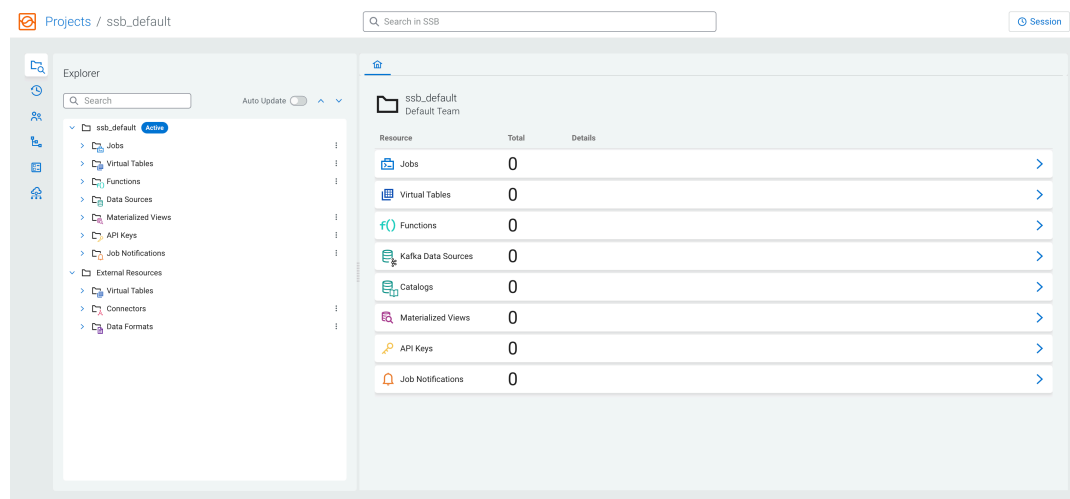 Projects / ssb_default
Search in SSB
Session
Explorer
Search
Auto Update
ssb_default Active
Jobs
Virtual Tables
Functions
Data Sources
Materialized Views
API Keys
Job Notifications
External Resources
Virtual Tables
Connectors
Data Formats
ssb_default
Default Team
Resource Total Details
Jobs 0
Virtual Tables 0
f() Functions 0
Kafka Data Sources 0
Catalogs 0
Materialized Views 0
API Keys 0
Job Notifications 0